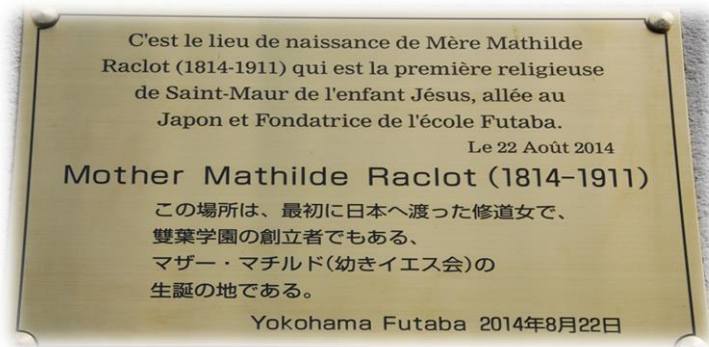 C'est le lieu de naissance de Mère Mathilde
Raclot (1814-1911) qui est la première religieuse
de Saint-Maur de l'enfant Jésus, allée au
Japon et Fondatrice de l'école Futaba.
Le 22 Août 2014
Mother Mathilde Raclot (1814-1911)
この場所は、最初に日本へ渡った修道女で、
雙葉学園の創立者でもある、
マザー・マチルド(幼きイエス会)の
生誕の地である。
Yokohama Futaba 2014年8月22日